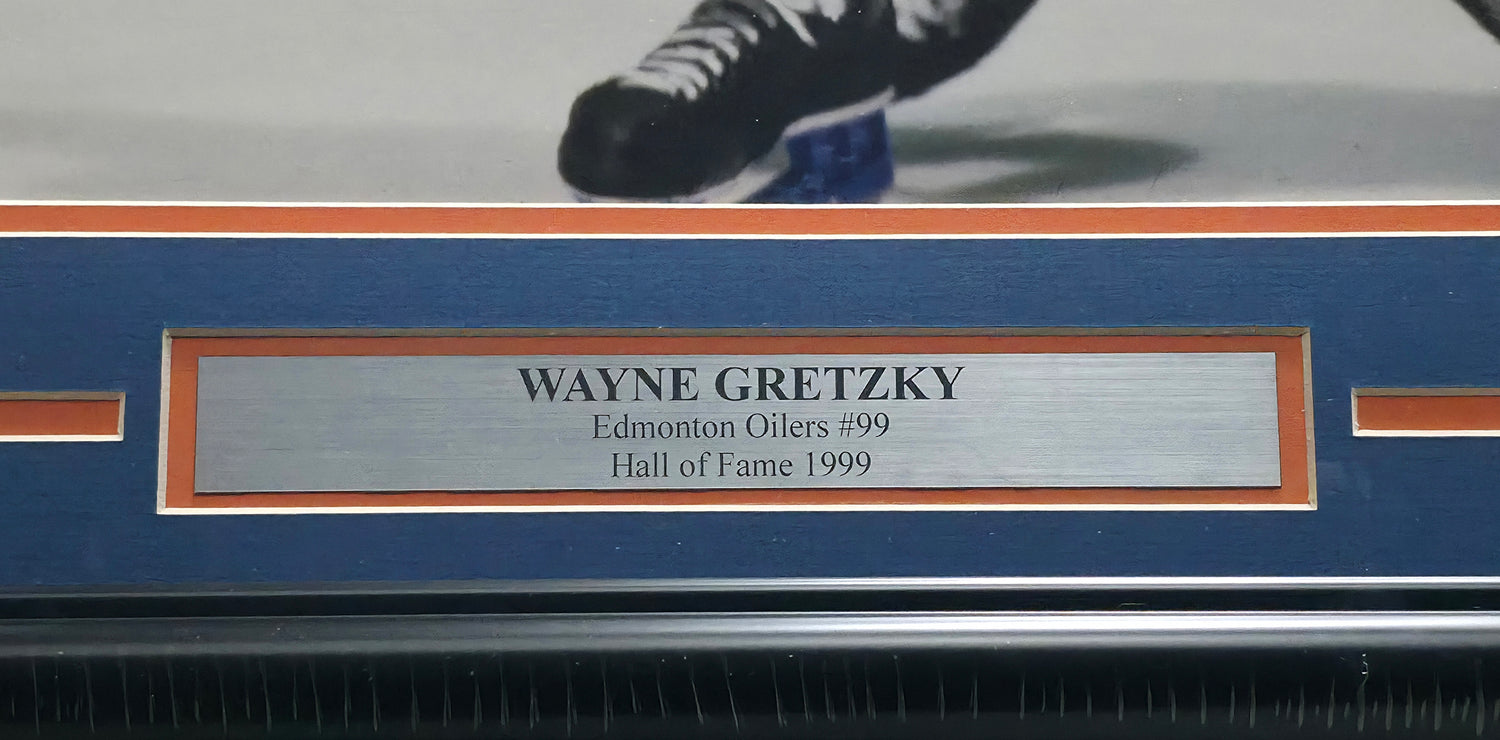 WAYNE GRETZKY
Edmonton Oilers #99
Hall of Fame 1999